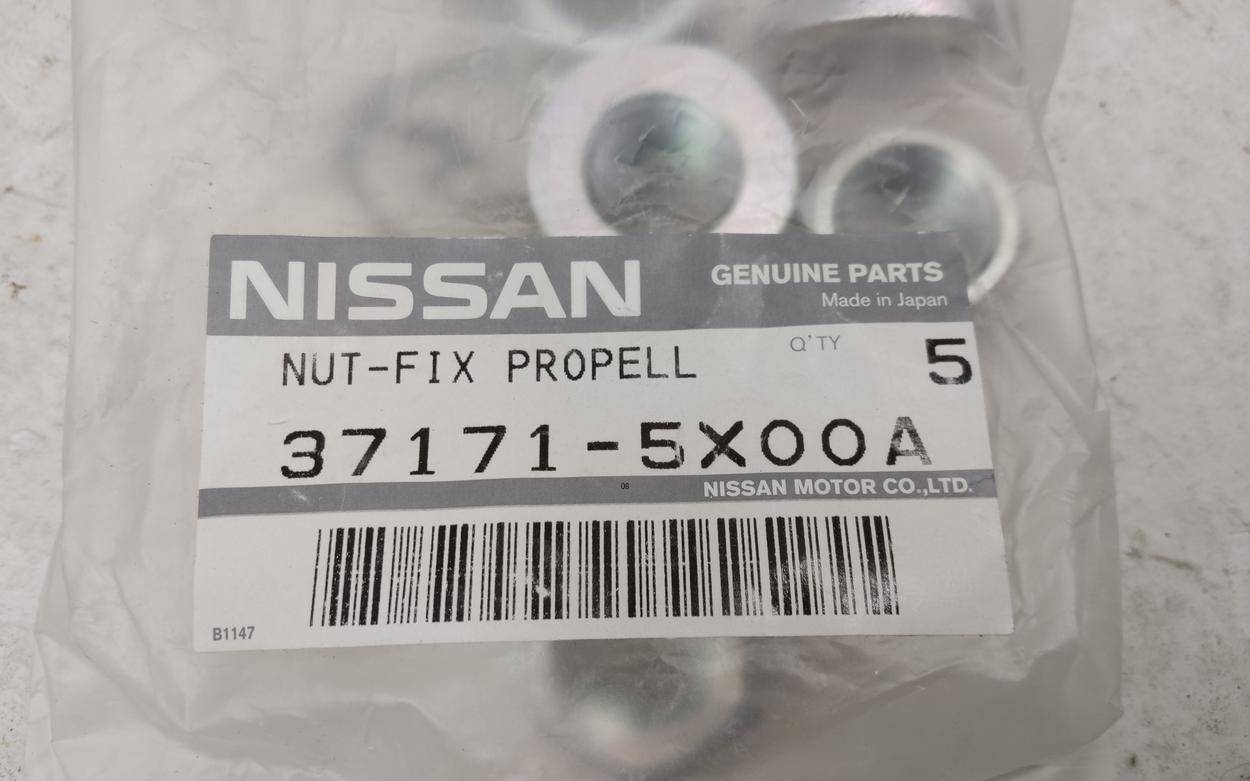 NISSAN
GENUINE PARTS
Made in Japan
NUT-FIX PROPELL
Q'TY
5
37171-5X00A
08
NISSAN MOTOR CO.,LTD.
B1147